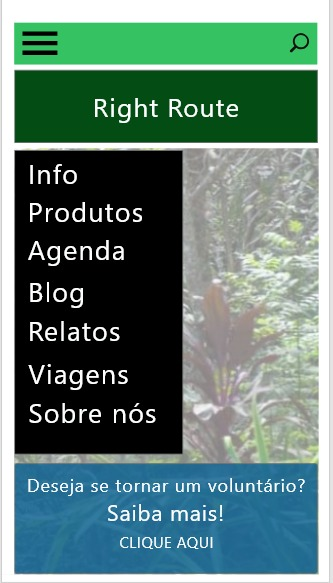 Right Route
Info
Produtos
Agenda
Blog
Relatos
Viagens
Sobre nós
Deseja se tornar um voluntário?
Saiba mais!
CLIQUE AQUI